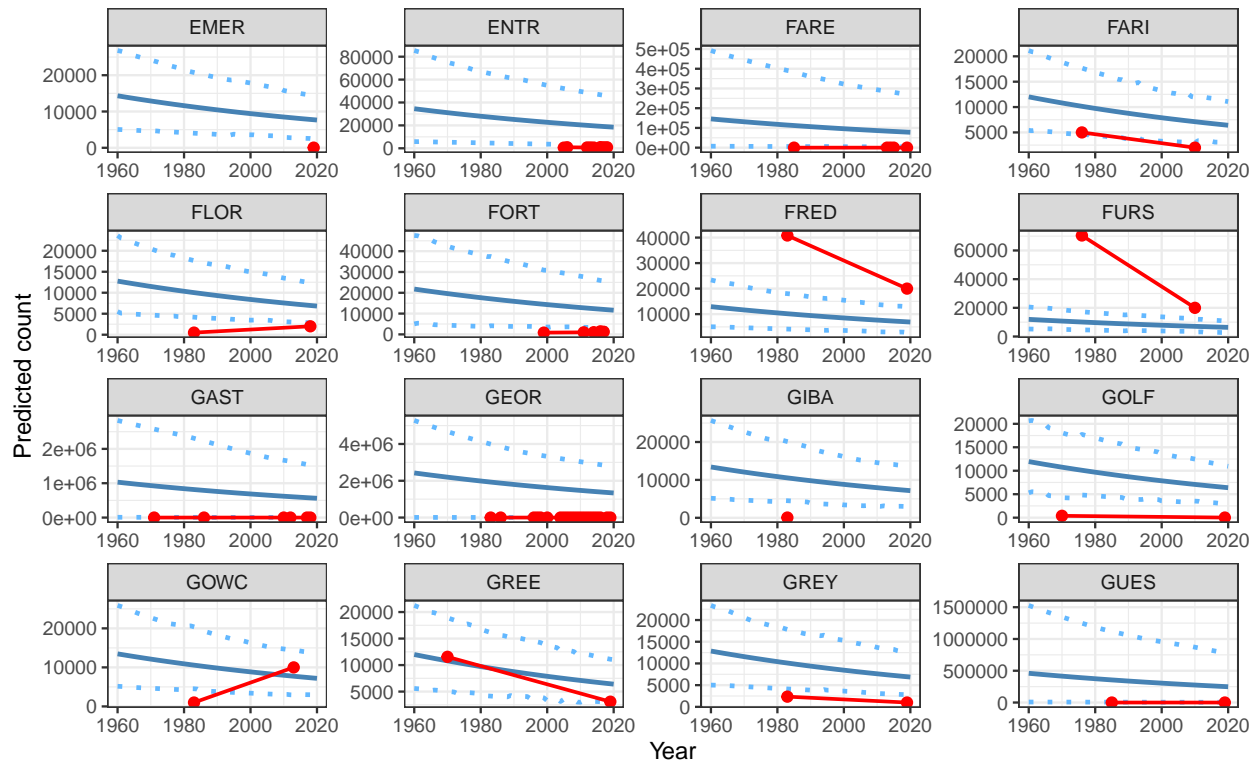 EMER ENTR FARE FARI
20000 10000 0
80000 60000 40000 20000 0
5e+05 4e+05 3e+05 2e+05 1e+05 0e+00
20000 15000 10000 5000
1960 1980 2000 2020 1960 1980 2000 2020 1960 1980 2000 2020 1960 1980 2000 2020
FLOR FORT FRED FURS
20000 15000 10000 5000 0
40000 30000 20000 10000 0
40000 30000 20000 10000
60000 40000 20000 0
1960 1980 2000 2020 1960 1980 2000 2020 1960 1980 2000 2020 1960 1980 2000 2020
Predicted count
GAST GEOR GIBA GOLF
2e+06 1e+06 0e+00
4e+06 2e+06 0e+00
20000 10000 0
20000 15000 10000 5000 0
1960 1980 2000 2020 1960 1980 2000 2020 1960 1980 2000 2020 1960 1980 2000 2020
GOWC GREE GREY GUES
20000 10000 0
20000 15000 10000 5000
20000 15000 10000 5000 0
1500000 1000000 500000 0
1960 1980 2000 2020 1960 1980 2000 2020 1960 1980 2000 2020 1960 1980 2000 2020
Year